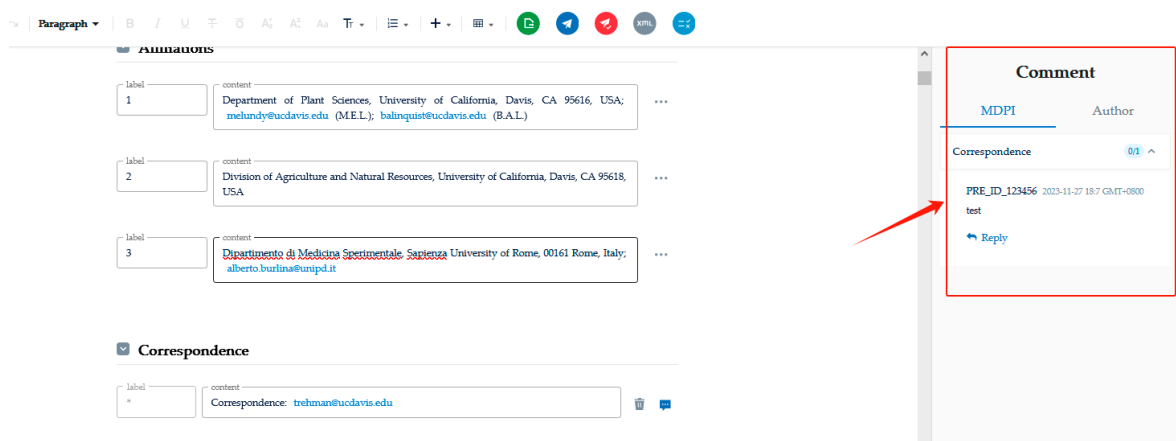 Paragraph
B I U T O A A² Aa Tт
XML
Affiliations
label
content
1
Department of Plant Sciences, University of California, Davis, CA 95616, USA;
melundy@ucdavis.edu (M.E.L.); balinquist@ucdavis.edu (B.A.L.)
label
content
2
Division of Agriculture and Natural Resources, University of California, Davis, CA 95618,
USA
label
content
3
Dipartimento di Medicina Sperimentale, Sapienza University of Rome, 00161 Rome, Italy;
alberto.burlina@unipd.it
Correspondence
label
content
*
Correspondence: trehman@ucdavis.edu
Comment
MDPI Author
Correspondence 0/1
PRE_ID_123456 2023-11-27 18:7 GMT+0800
test
Reply